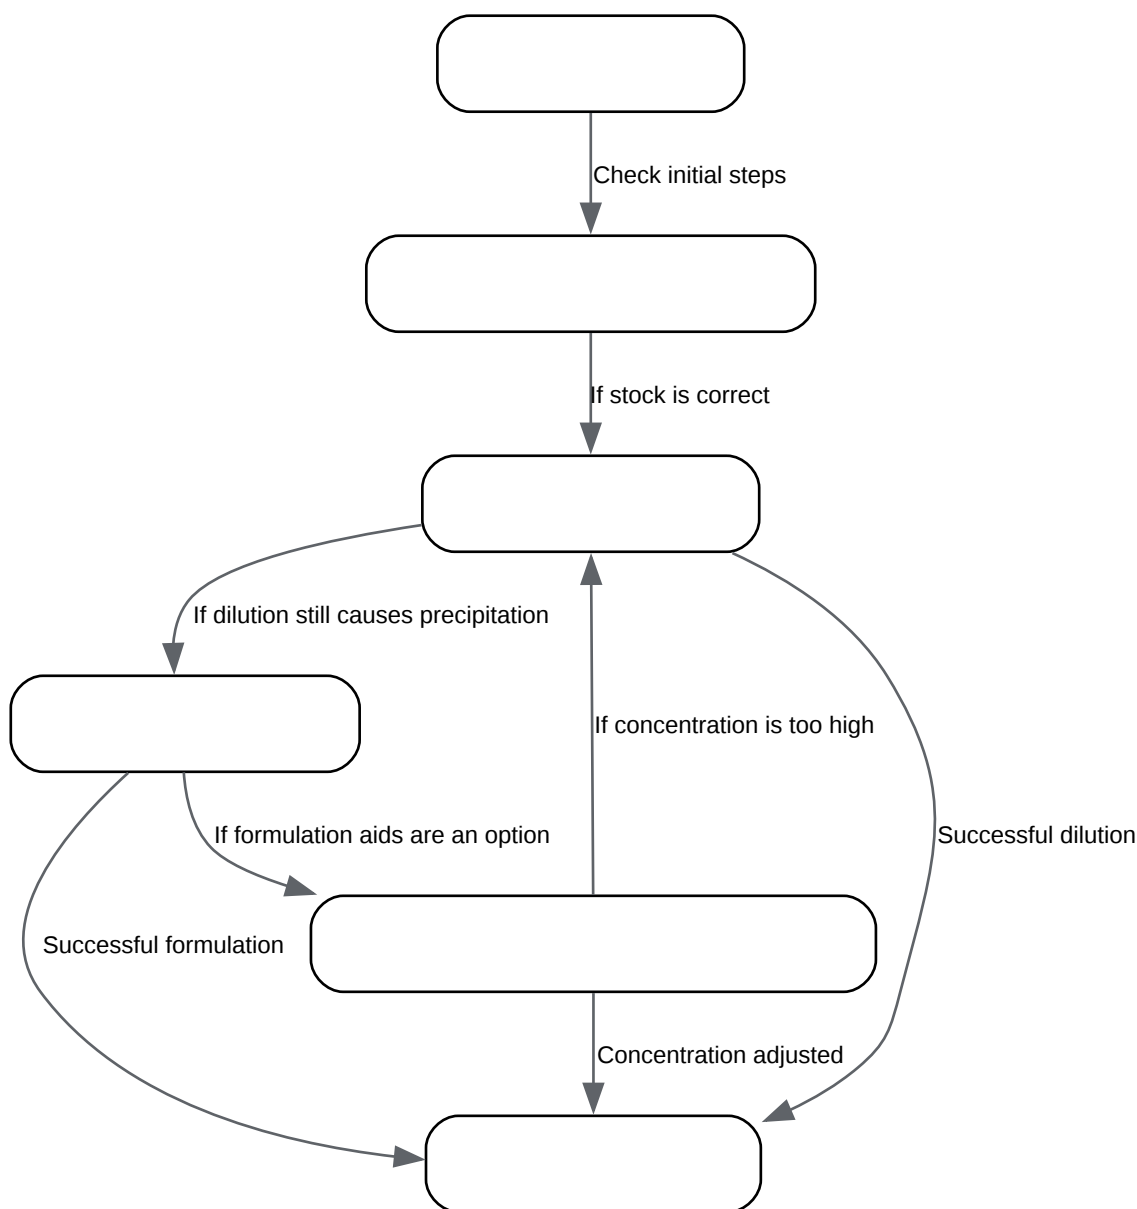 Check initial steps
If stock is correct
If dilution still causes precipitation
If concentration is too high
If formulation aids are an option
Successful dilution
Successful formulation
Concentration adjusted